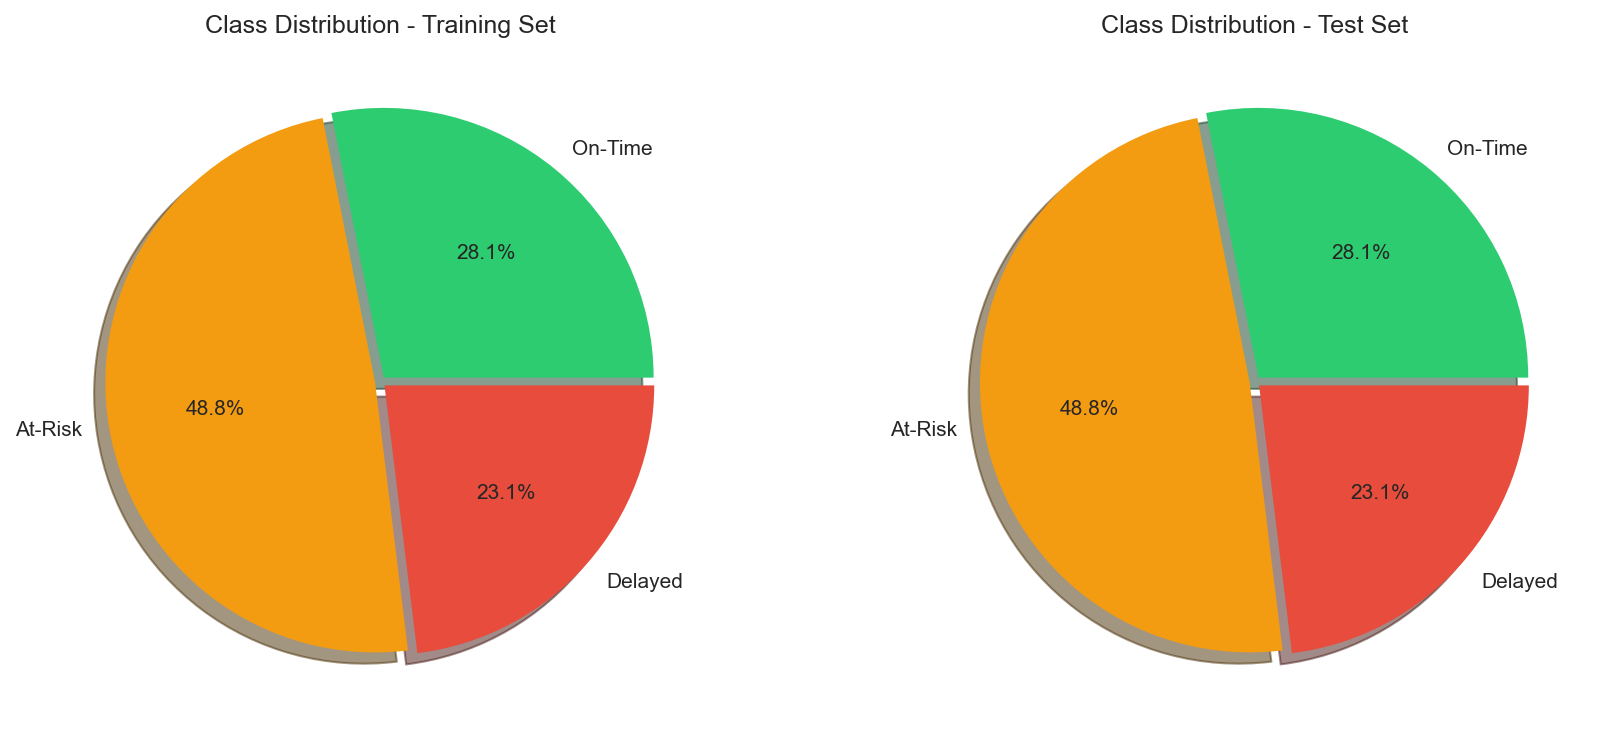 Class Distribution - Training Set
On-Time
28.1%
48.8%
At-Risk
23.1%
Delayed
Class Distribution - Test Set
On-Time
28.1%
48.8%
At-Risk
23.1%
Delayed